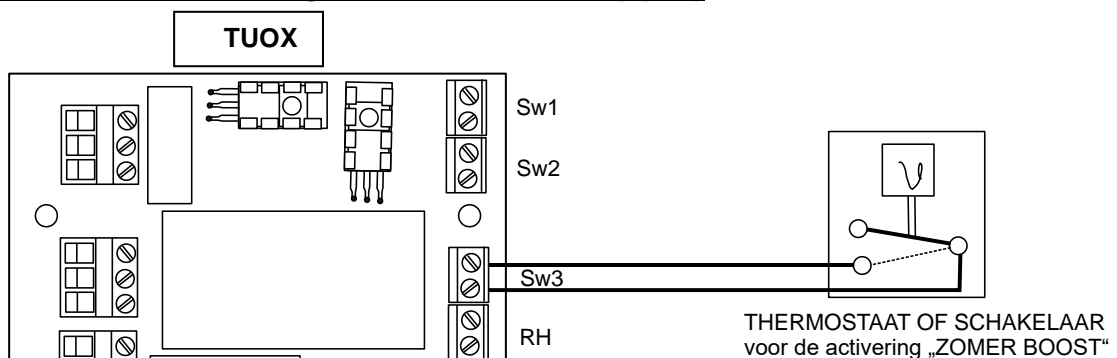 TUOX
Sw1
Sw2
Sw3
RH
THERMOSTAAT OF SCHAKELAAR
voor de activering „ZOMER BOOST“